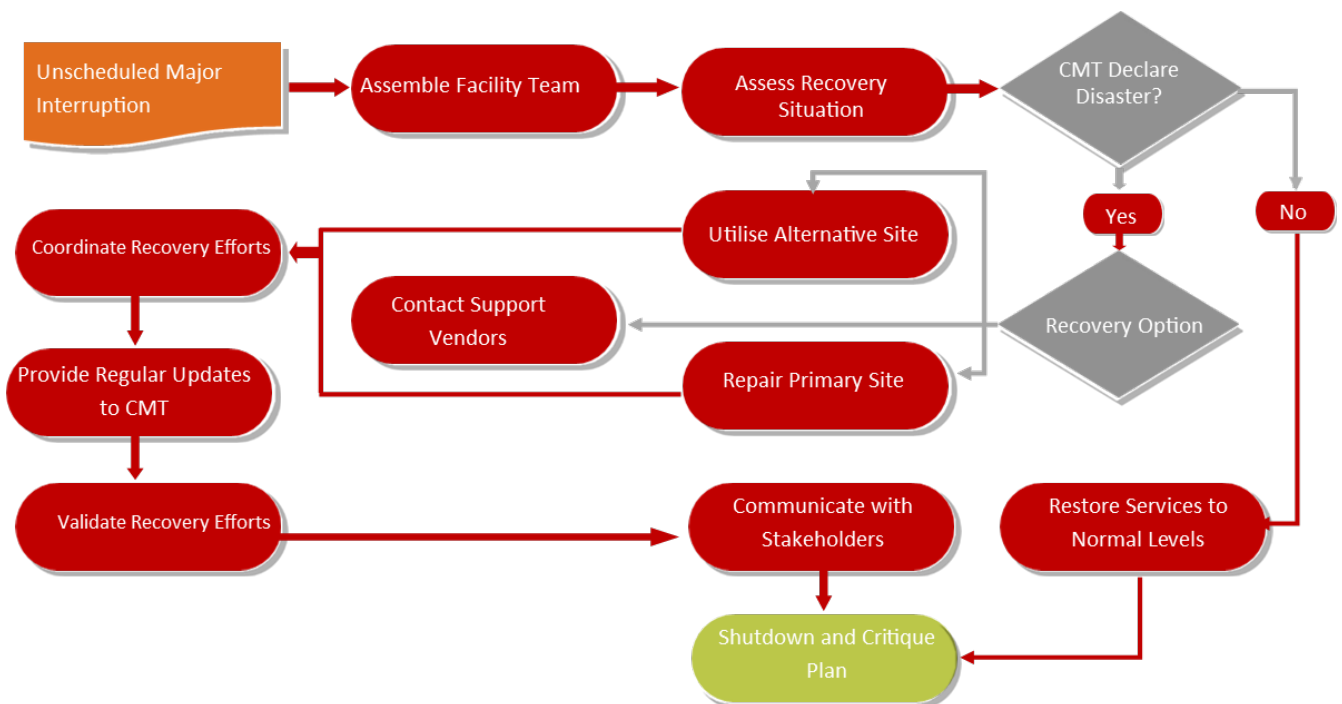 Unscheduled Major
Interruption
Assemble Facility Team
Assess Recovery
Situation
CMT Declare
Disaster?
Yes
No
Utilise Alternative Site
Coordinate Recovery Efforts
Contact Support
Vendors
Recovery Option
Repair Primary Site
Provide Regular Updates
to CMT
Validate Recovery Efforts
Communicate with
Stakeholders
Restore Services to
Normal Levels
Shutdown and Critique
Plan